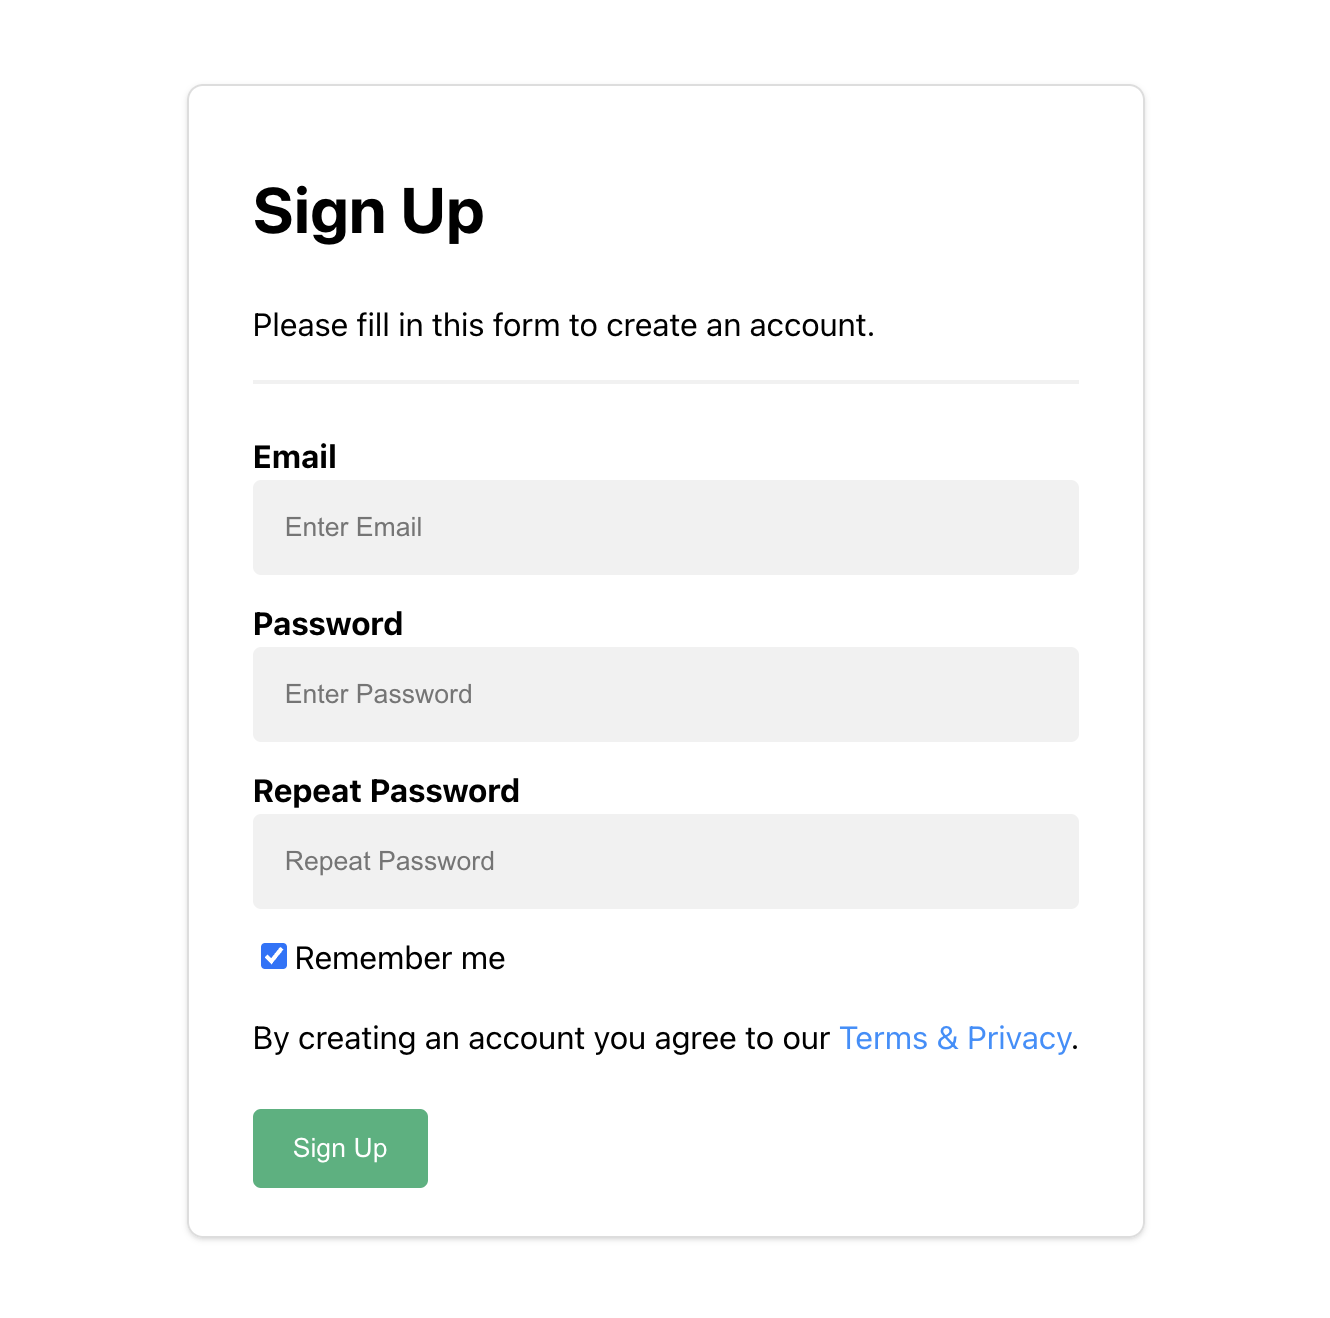 Sign Up
Please fill in this form to create an account.
Email
Enter Email
Password
Enter Password
Repeat Password
Repeat Password
Remember me
By creating an account you agree to our Terms & Privacy.
Sign Up